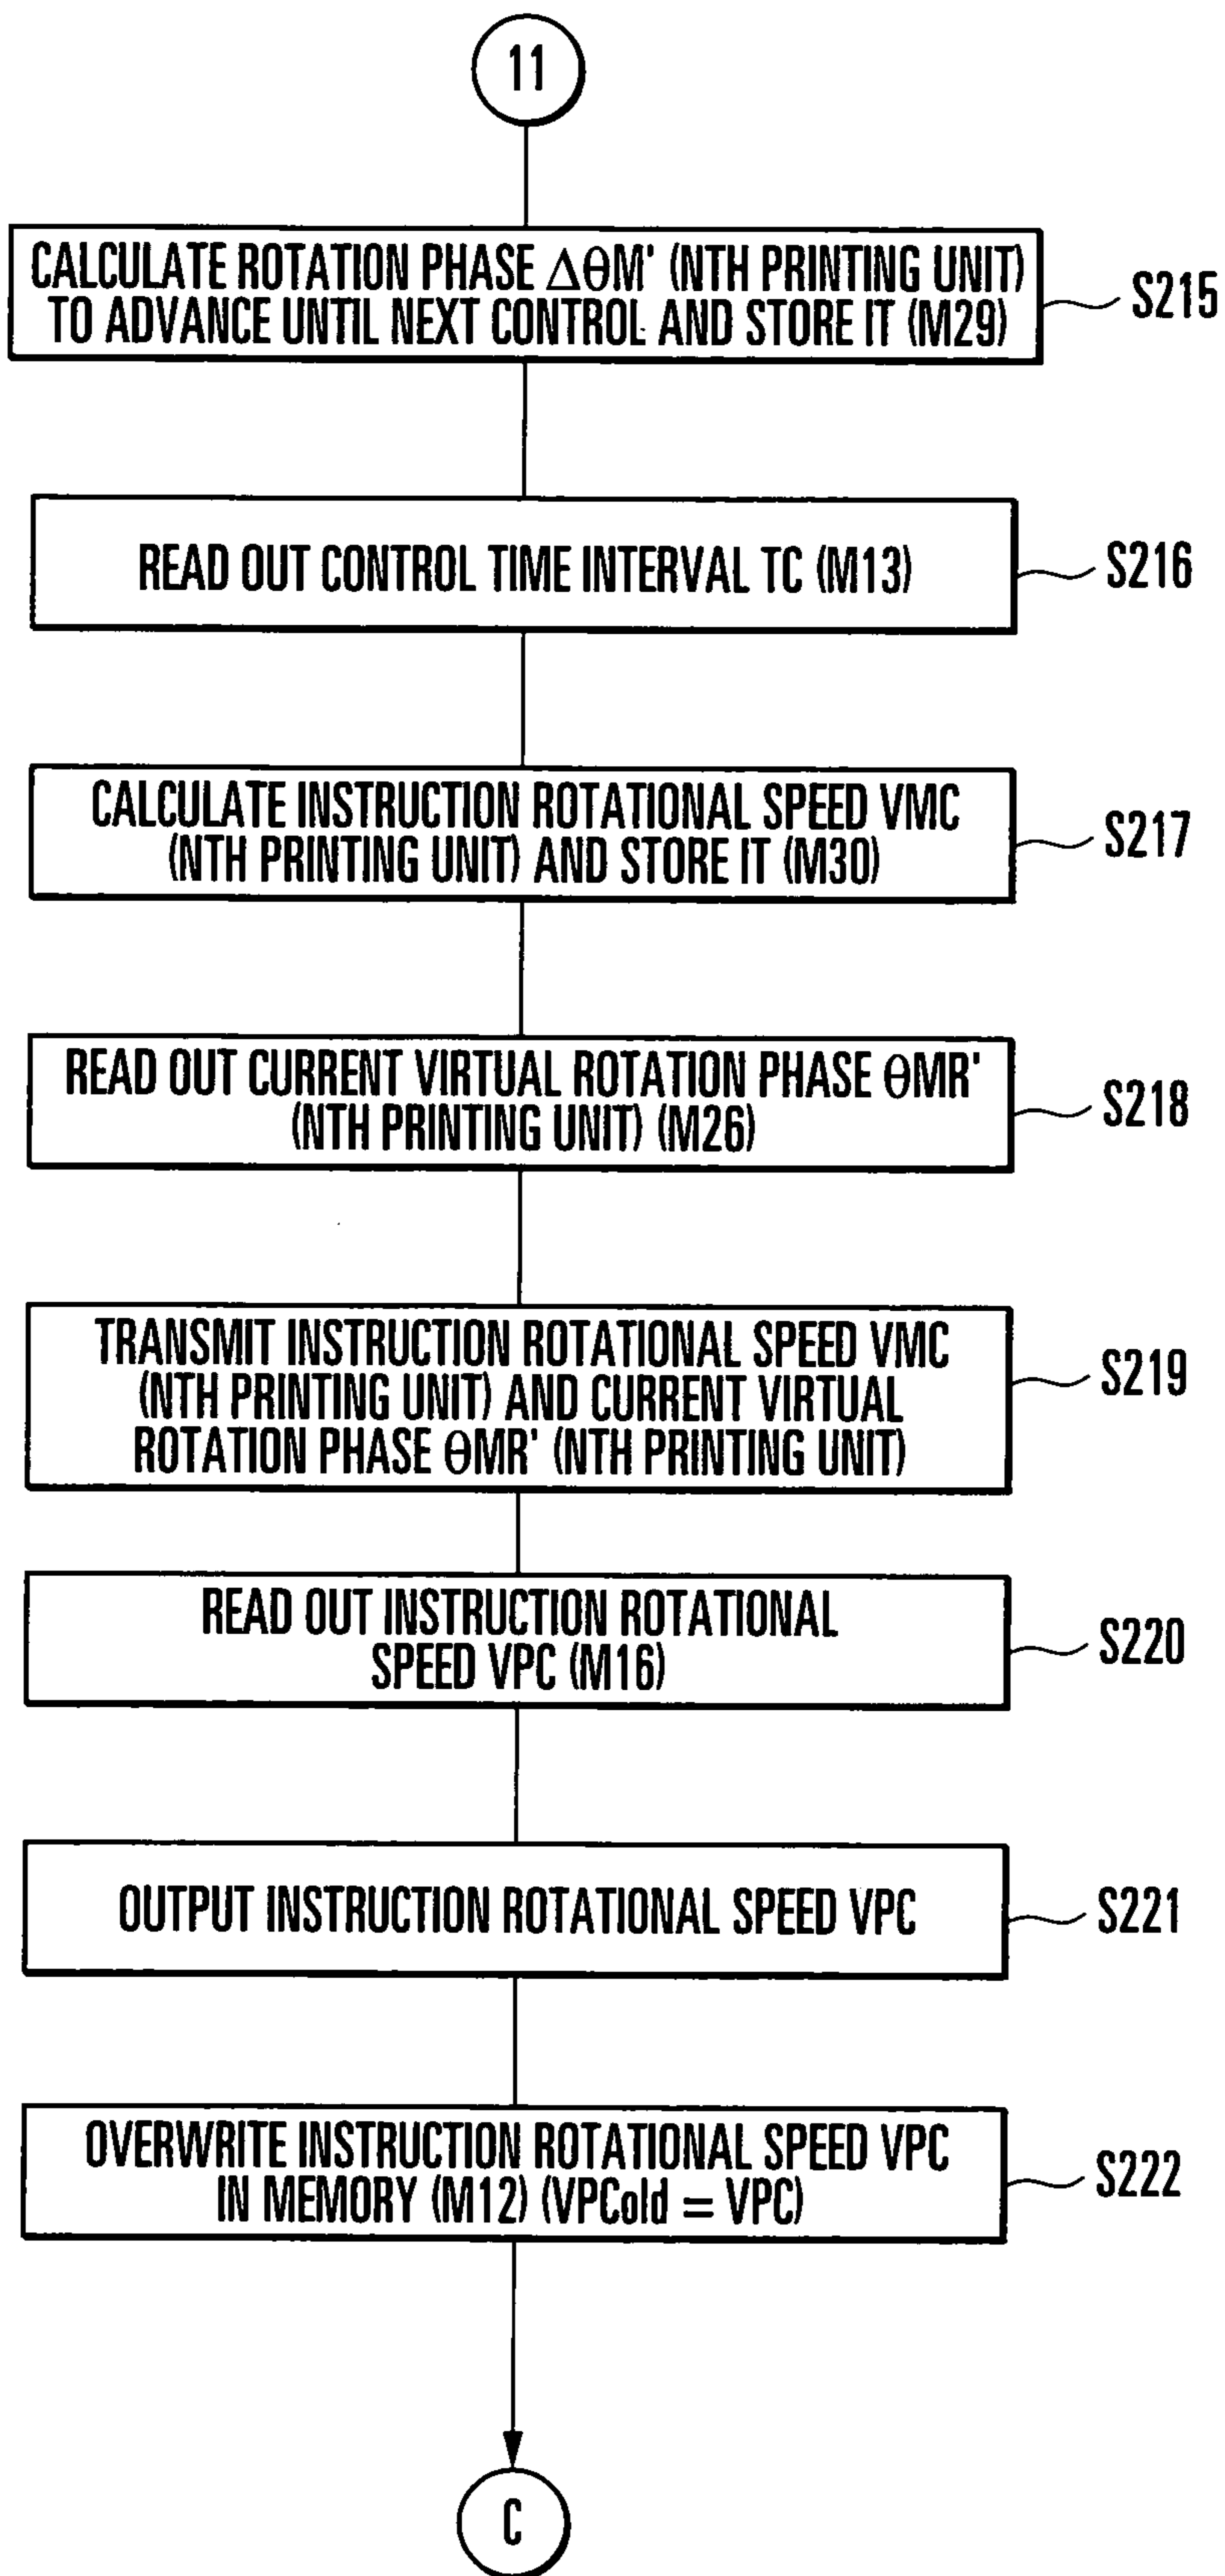 11
CALCULATE ROTATION PHASE ΔθM' (NTH PRINTING UNIT)
TO ADVANCE UNTIL NEXT CONTROL AND STORE IT (M29)
S215
READ OUT CONTROL TIME INTERVAL TC (M13)
S216
CALCULATE INSTRUCTION ROTATIONAL SPEED VMC
(NTH PRINTING UNIT) AND STORE IT (M30)
S217
READ OUT CURRENT VIRTUAL ROTATION PHASE θMR'
(NTH PRINTING UNIT) (M26)
S218
TRANSMIT INSTRUCTION ROTATIONAL SPEED VMC
(NTH PRINTING UNIT) AND CURRENT VIRTUAL
ROTATION PHASE θMR' (NTH PRINTING UNIT)
S219
READ OUT INSTRUCTION ROTATIONAL
SPEED VPC (M16)
S220
OUTPUT INSTRUCTION ROTATIONAL SPEED VPC
S221
OVERWRITE INSTRUCTION ROTATIONAL SPEED VPC
IN MEMORY (M12) (VPCold = VPC)
S222
C